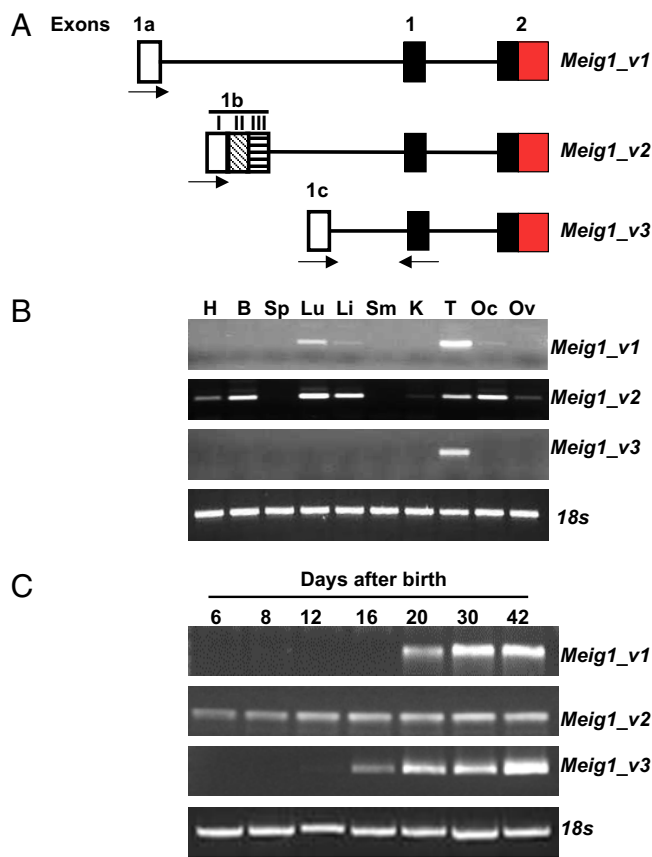 A Exons 1a 1 2
Meig1_v1
1b
I II III
Meig1_v2
1c
Meig1_v3
B H B Sp Lu Li Sm K T Oc Ov
Meig1_v1
Meig1_v2
Meig1_v3
18s
C Days after birth
6 8 12 16 20 30 42
Meig1_v1
Meig1_v2
Meig1_v3
18s